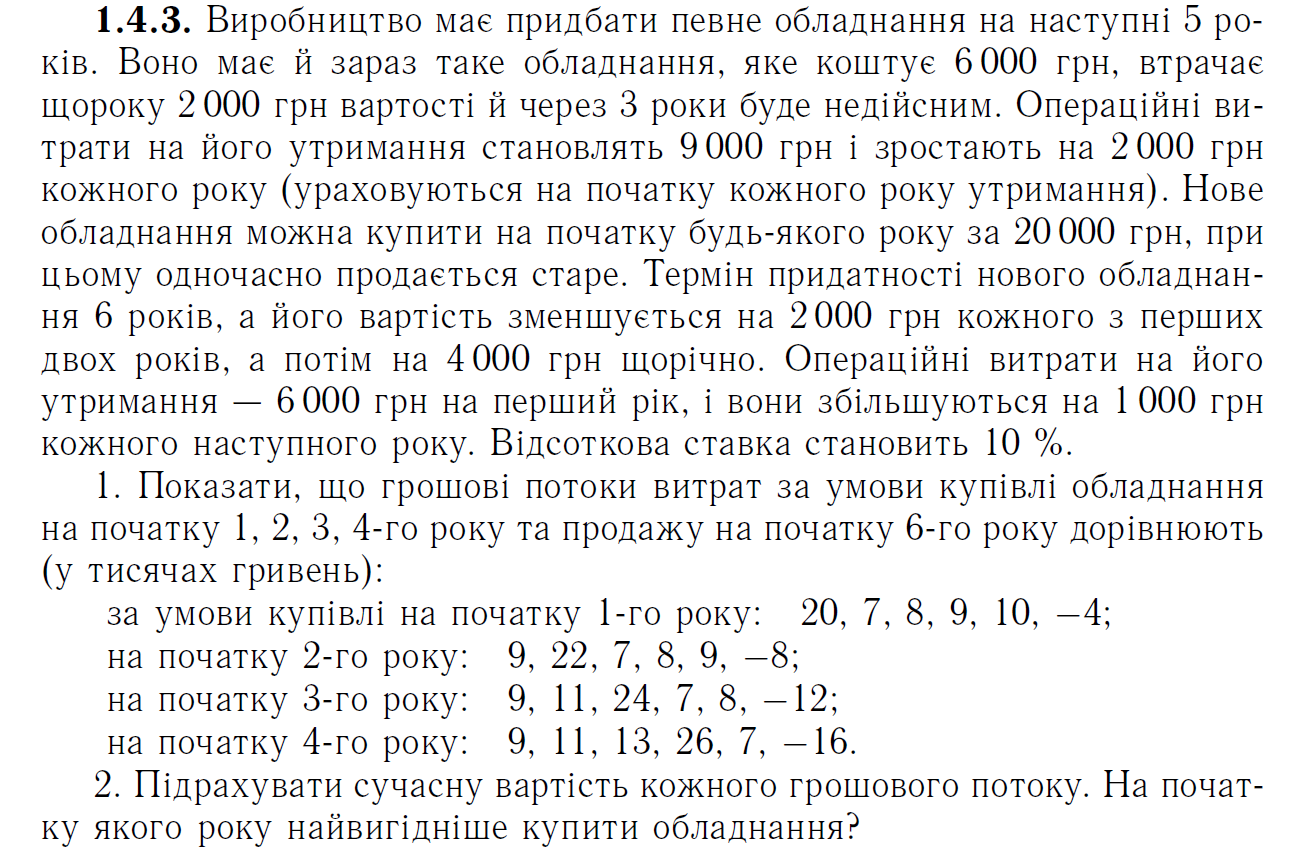 1.4.3. Виробництво має придбати певне обладнання на наступні 5 ро-
ків. Воно має й зараз таке обладнання, яке коштує 6 000 грн, втрачає
щороку 2 000 грн вартості й через 3 роки буде недійсним. Операційні ви-
трати на його утримання становлять 9 000 грн і зростають на 2 000 грн
кожного року (ураховуються на початку кожного року утримання). Нове
обладнання можна купити на початку будь-якого року за 20 000 грн, при
цьому одночасно продається старе. Термін придатності нового обладнан-
ня 6 років, а його вартість зменшується на 2 000 грн кожного з перших
двох років, а потім на 4 000 грн щорічно. Операційні витрати на його
утримання — 6 000 грн на перший рік, і вони збільшуються на 1 000 грн
кожного наступного року. Відсоткова ставка становить 10 %.
1. Показати, що грошові потоки витрат за умови купівлі обладнання
на початку 1, 2, 3, 4-го року та продажу на початку 6-го року дорівнюють
(у тисячах гривень):
за умови купівлі на початку 1-го року: 20, 7, 8, 9, 10, −4;
на початку 2-го року: 9, 22, 7, 8, 9, −8;
на початку 3-го року: 9, 11, 24, 7, 8, −12;
на початку 4-го року: 9, 11, 13, 26, 7, −16.
2. Підрахувати сучасну вартість кожного грошового потоку. На почат-
ку якого року найвигідніше купити обладнання?